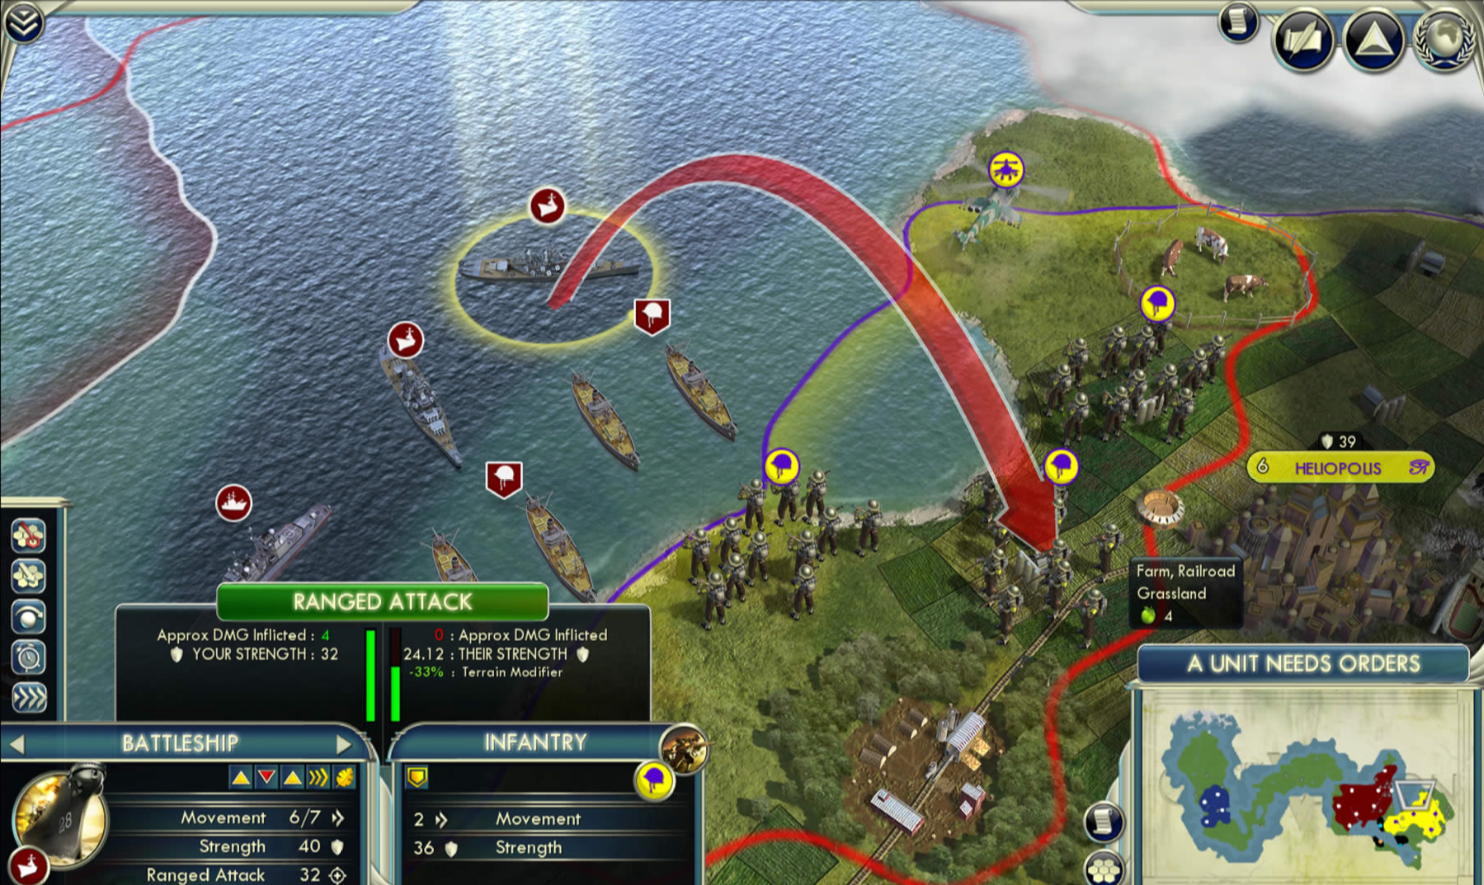 39
6 HELIOPOLIS
Farm, Railroad
Grassland
4
RANGED ATTACK
Approx DMG Inflicted : 4
YOUR STRENGTH : 32
0 : Approx DMG Inflicted
24.12 : THEIR STRENGTH
-33% : Terrain Modifier
A UNIT NEEDS ORDERS
BATTLESHIP
Movement 6/7
Strength 40
Ranged Attack 32
INFANTRY
2 Movement
36 Strength